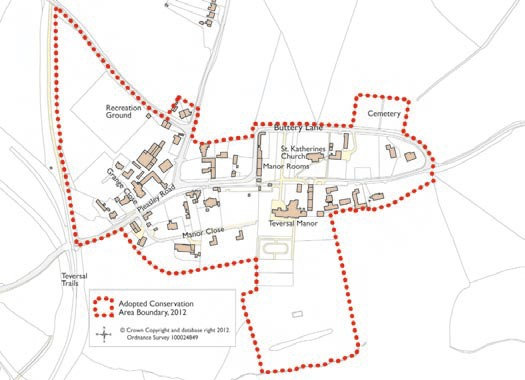 Recreation
Ground
Buttery Lane
Cemetery
St. Katherines
Church
Manor Rooms
Grange Close
Pleasley Road
Teversal Manor
Manor Close
Teversal
Trails
Adopted Conservation
Area Boundary, 2012
© Crown Copyright and database right 2012.
Ordnance Survey 100024849